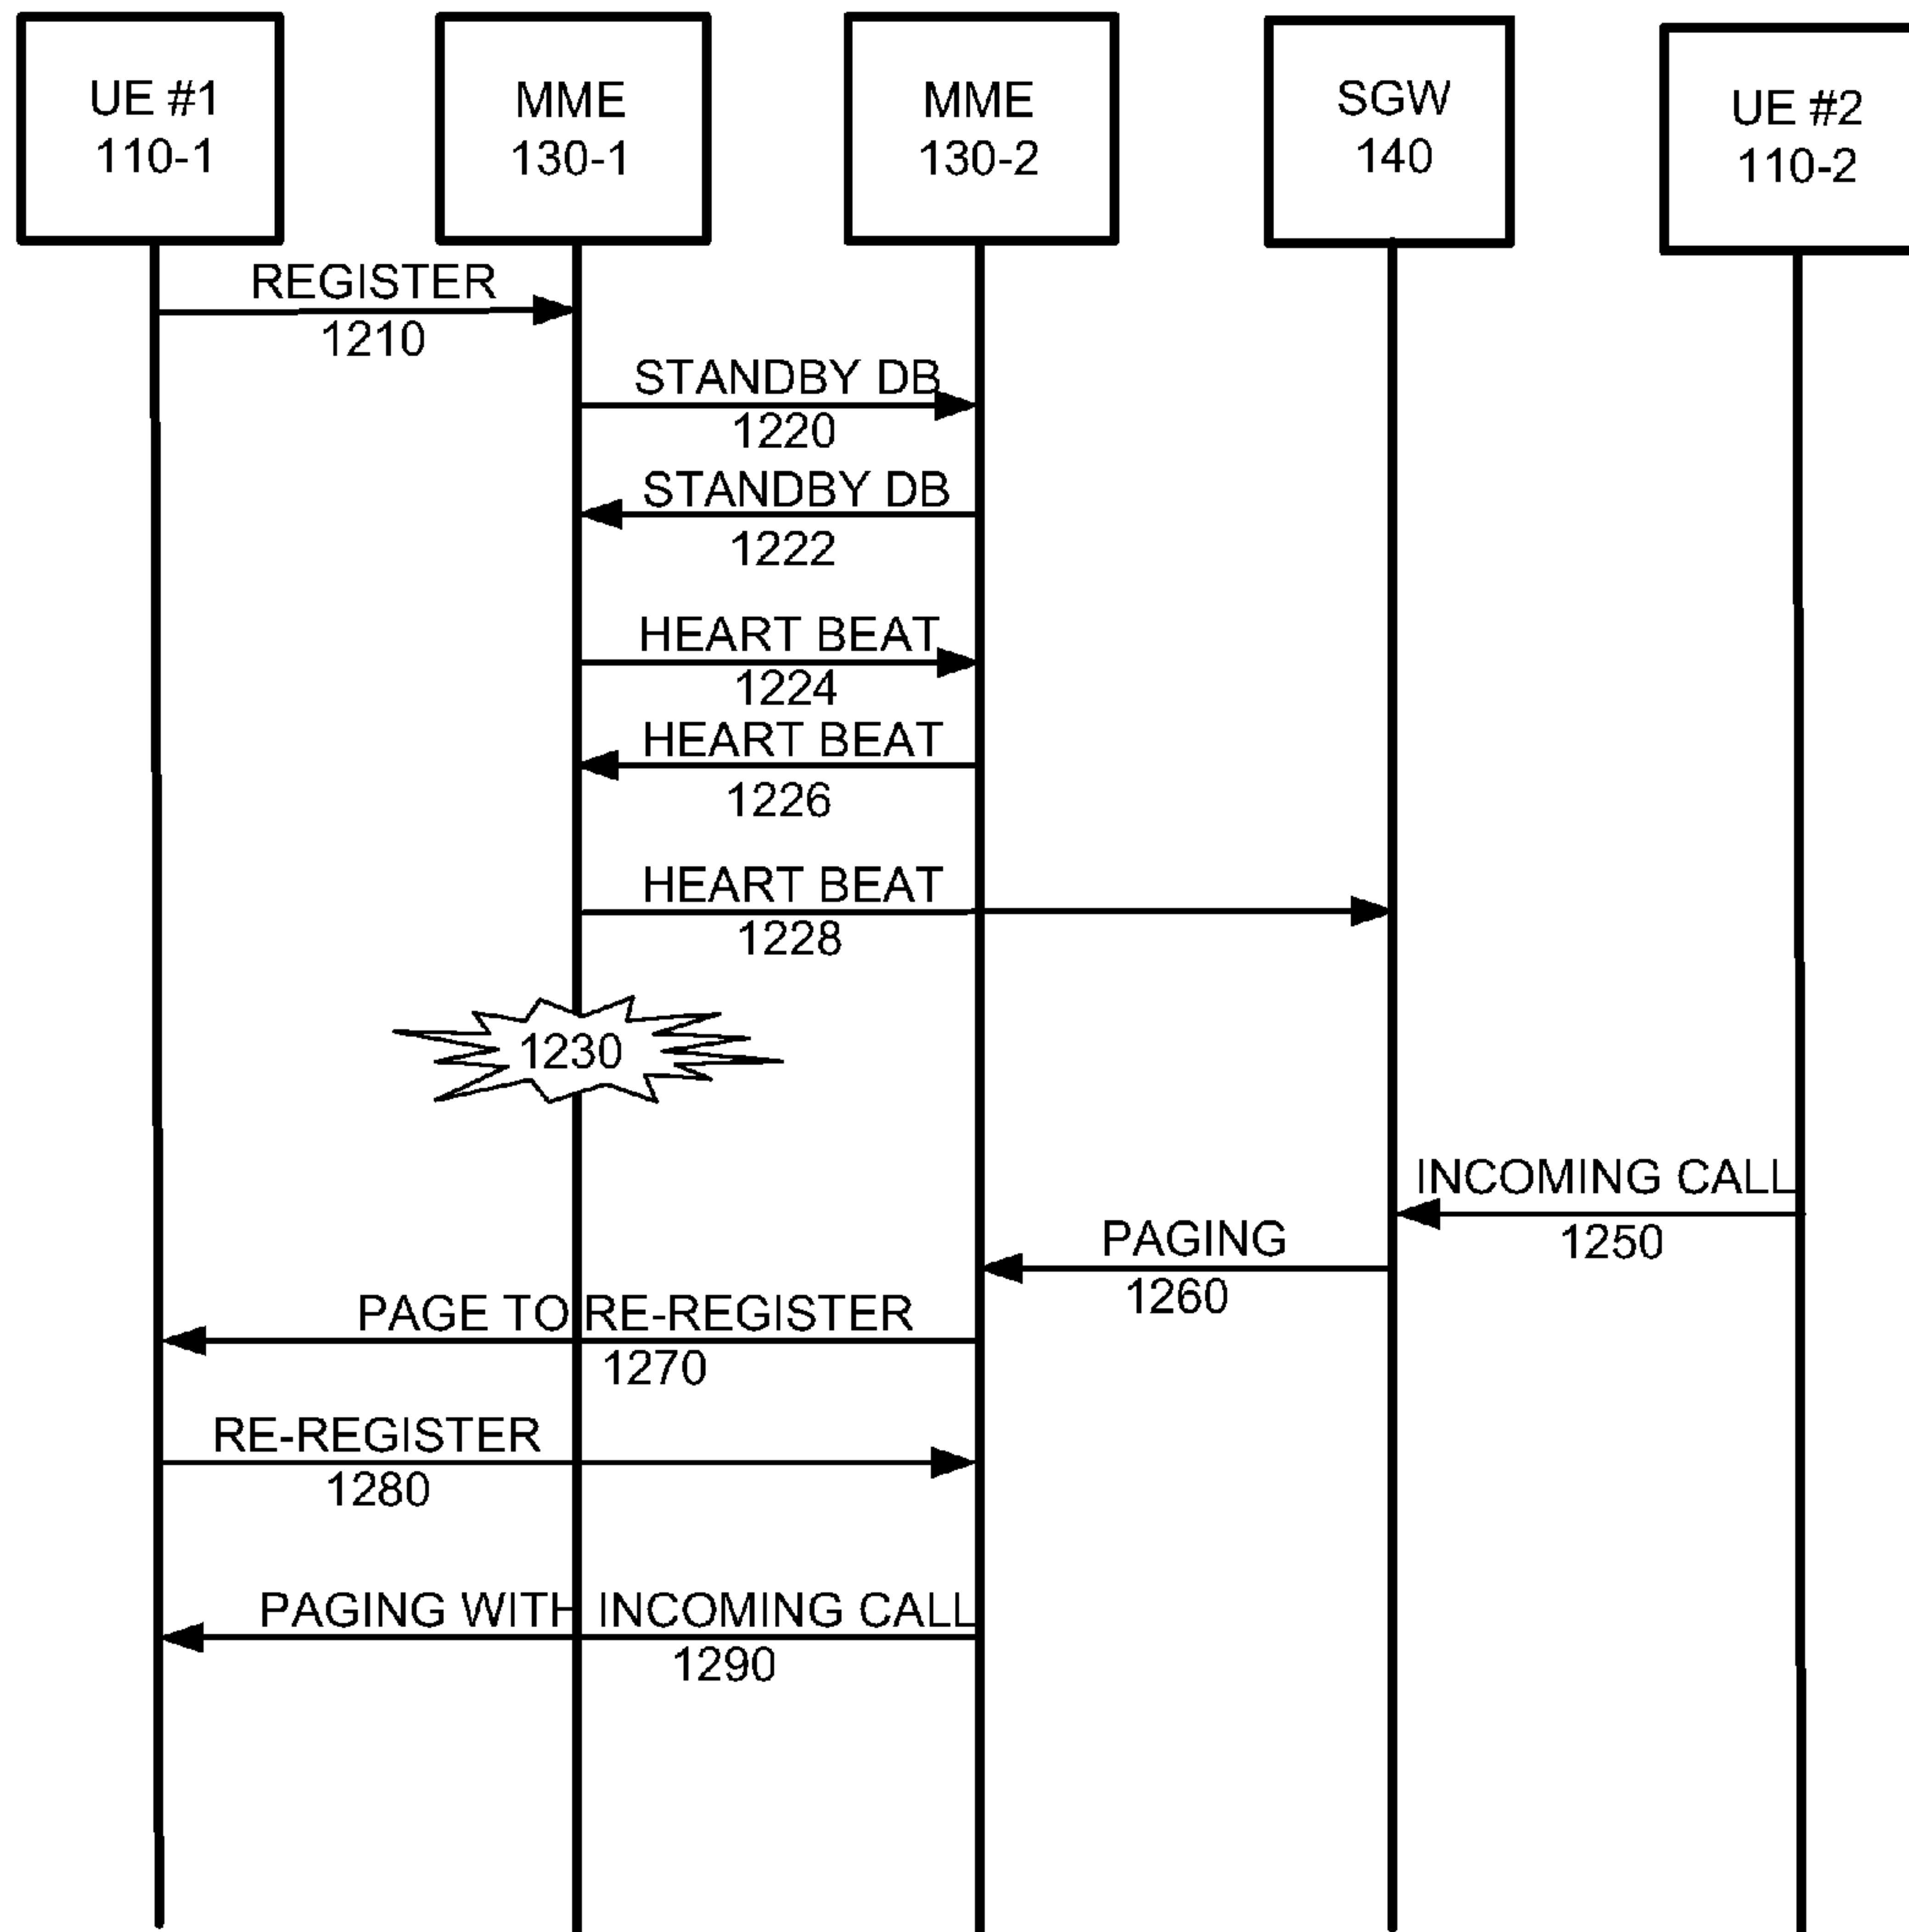 UE #1
110-1
MME
130-1
MME
130-2
SGW
140
UE #2
110-2
REGISTER
1210
STANDBY DB
1220
STANDBY DB
1222
HEART BEAT
1224
HEART BEAT
1226
HEART BEAT
1228
1230
INCOMING CALL
1250
PAGING
1260
PAGE TO RE-REGISTER
1270
RE-REGISTER
1280
PAGING WITH INCOMING CALL
1290